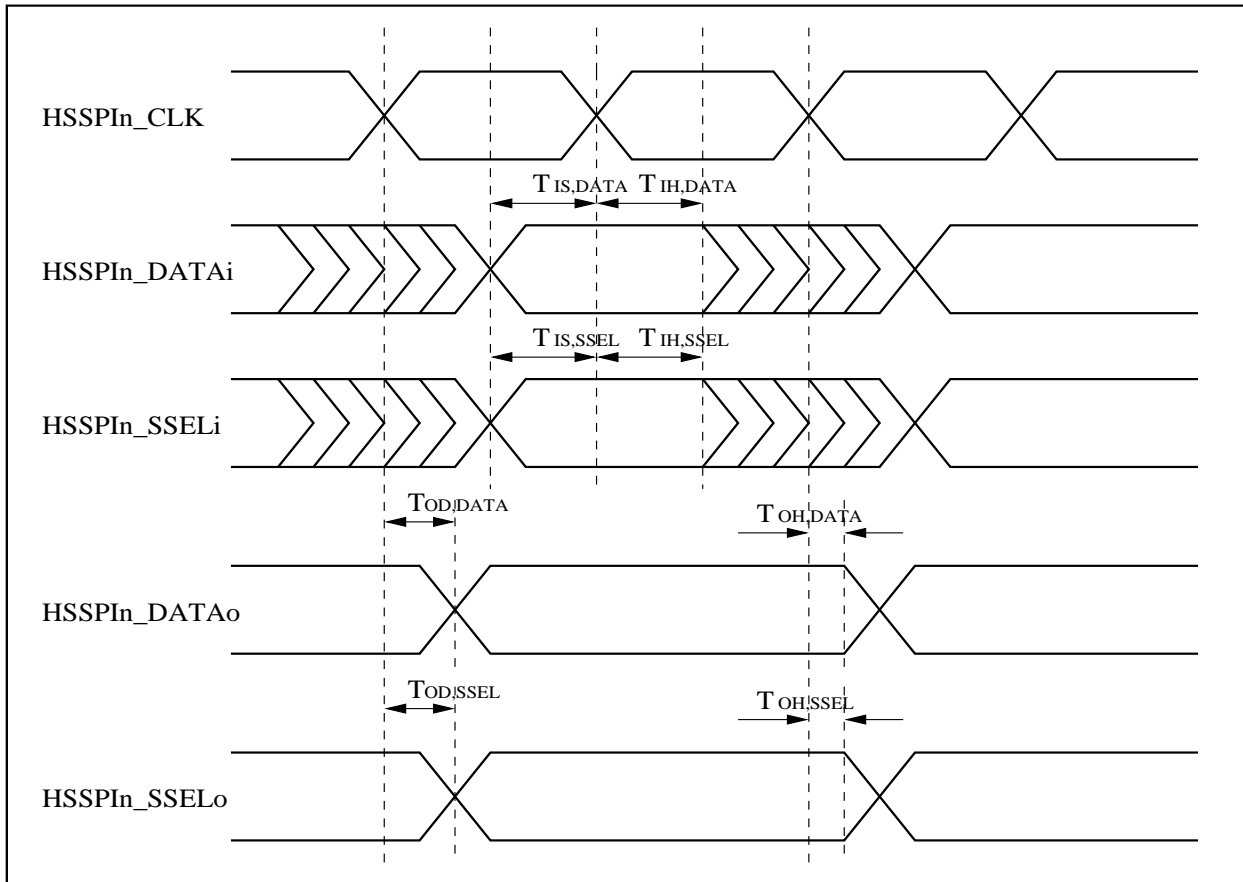 HSSPIn_CLK
T IS,DATA T IH,DATA
HSSPIn_DATAi
T IS,SSEL T IH,SSEL
HSSPIn_SSELi
TOD,DATA T OH,DATA
HSSPIn_DATAo
TOD,SSEL T OH,SSEL
HSSPIn_SSELo